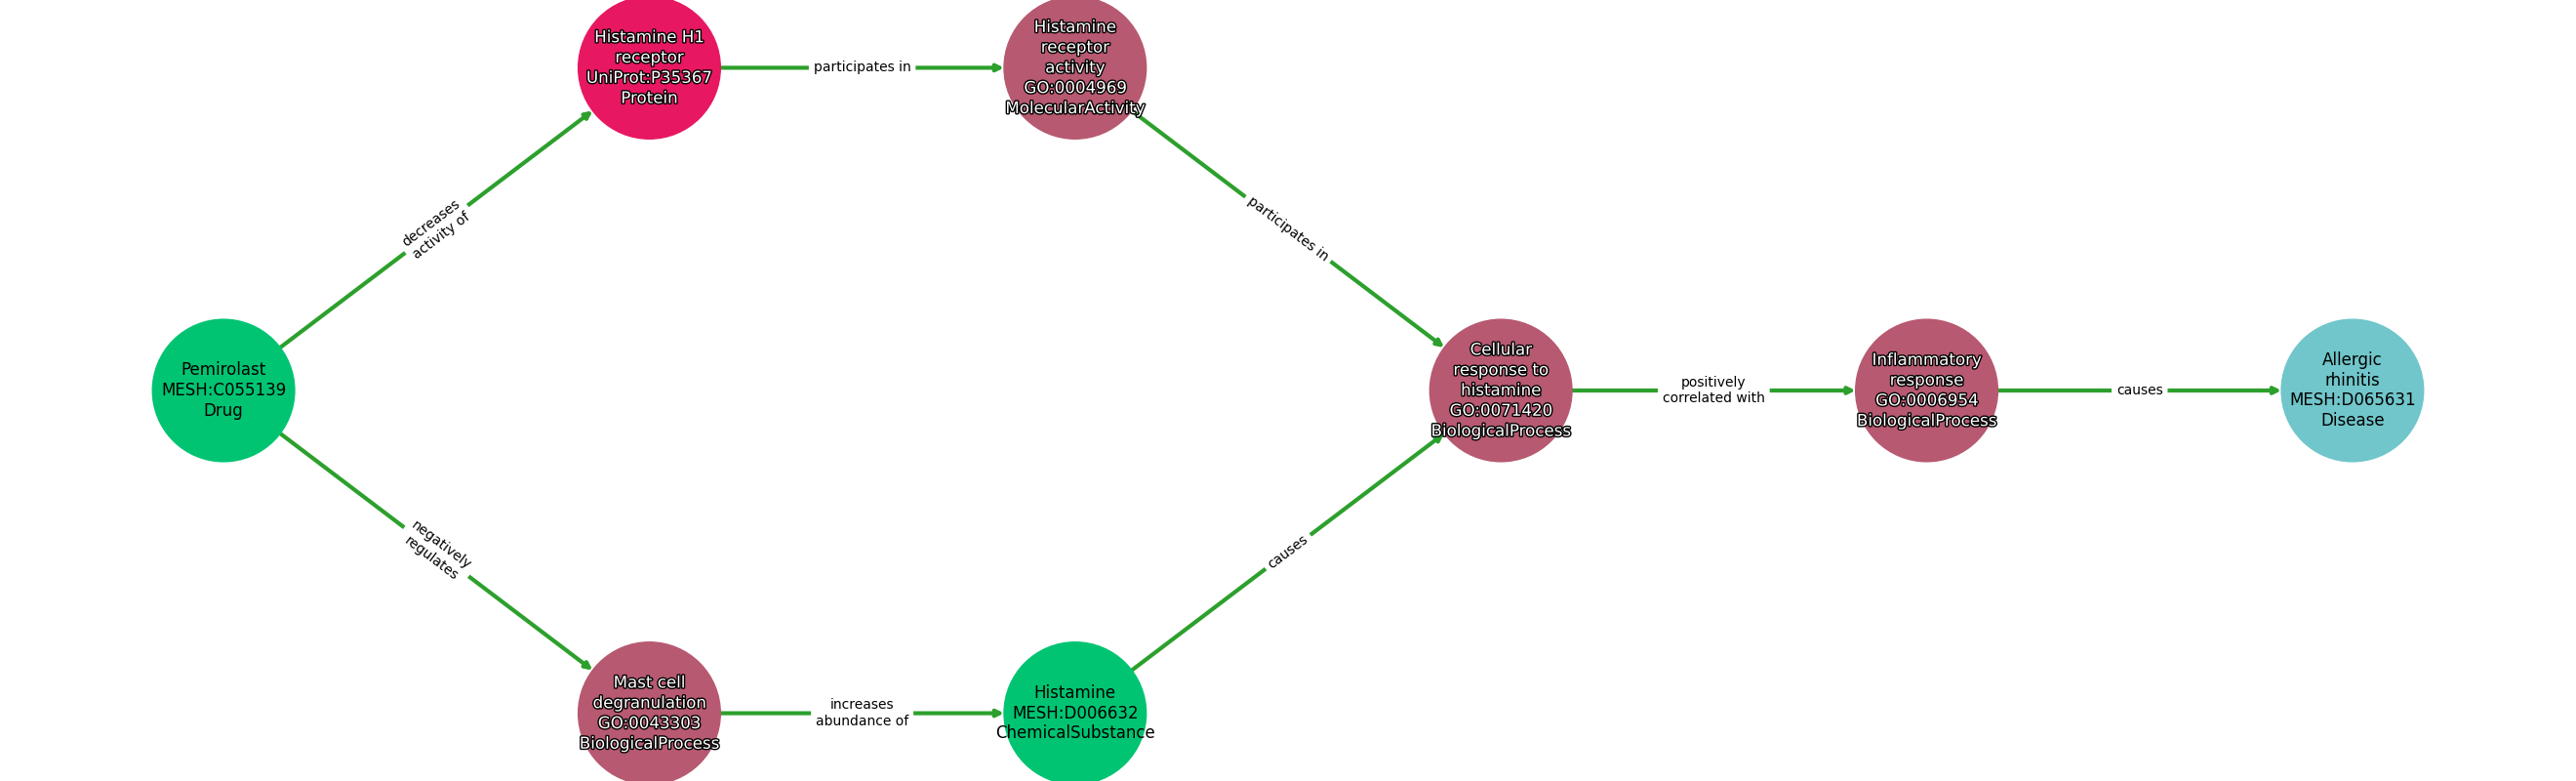 Histamine H1
receptor
UniProt:P35367
Protein
participates in
Histamine
receptor
activity
GO:0004969
MolecularActivity
decreases
activity of
participates in
Pemirolast
MESH:C055139
Drug
Cellular
response to
histamine
GO:0071420
BiologicalProcess
positively
correlated with
Inflammatory
response
GO:0006954
BiologicalProcess
causes
Allergic
rhinitis
MESH:D065631
Disease
negatively
regulates
causes
Mast cell
degranulation
GO:0043303
BiologicalProcess
increases
abundance of
Histamine
MESH:D006632
ChemicalSubstance